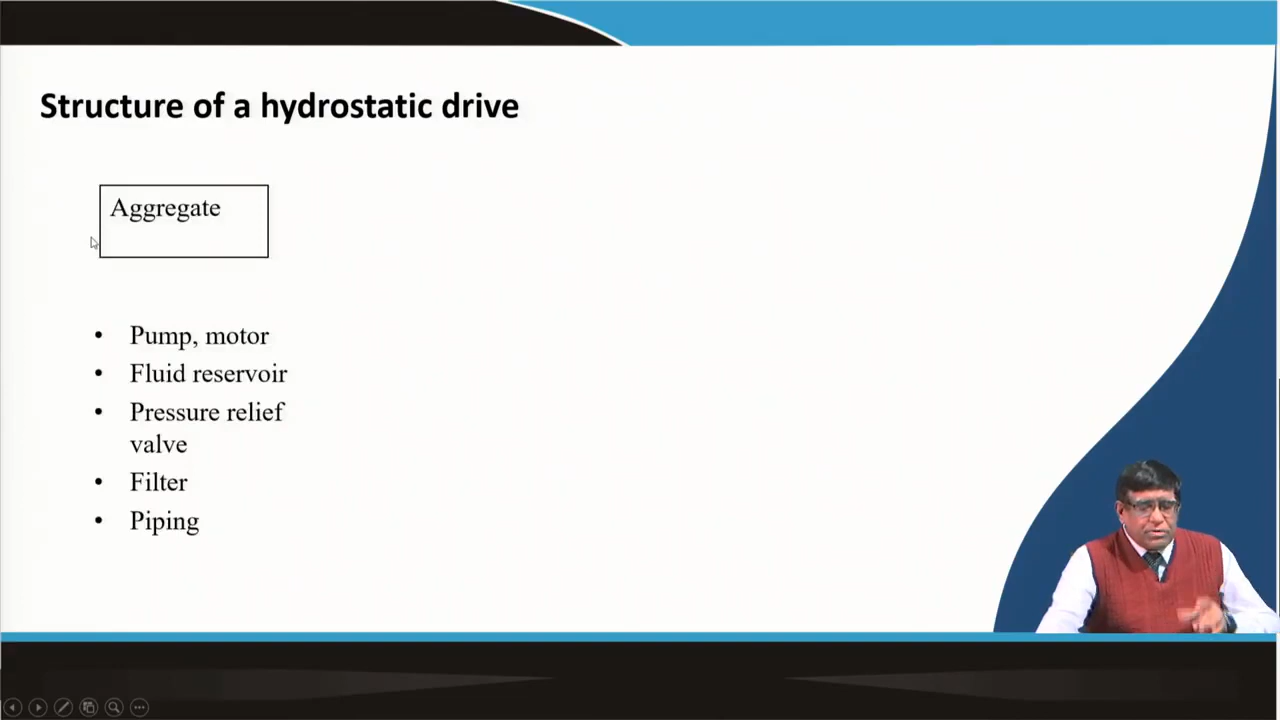 Structure of a hydrostatic drive
Aggregate
• Pump, motor
• Fluid reservoir
• Pressure relief
valve
• Filter
• Piping